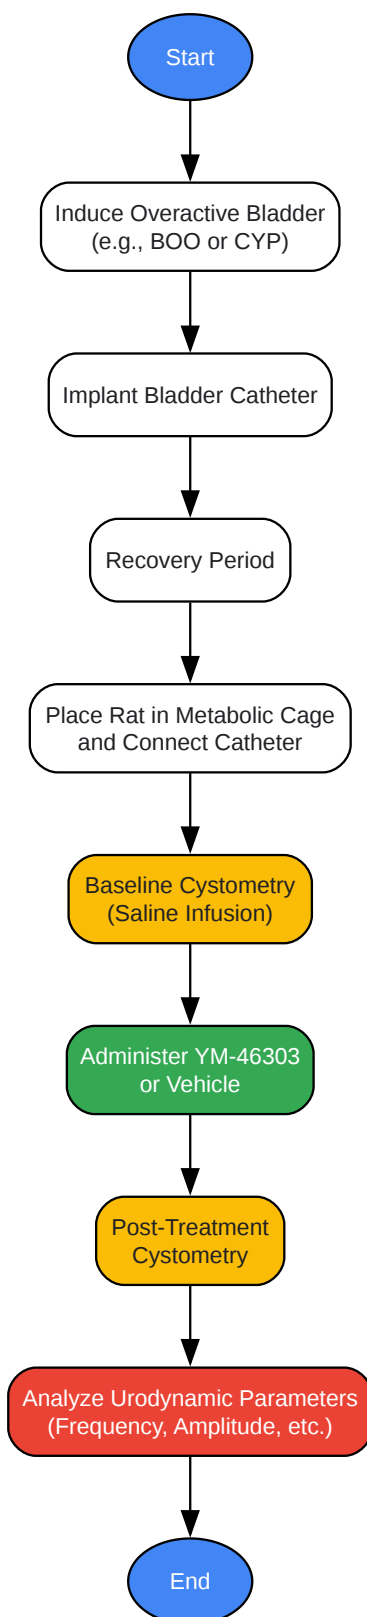 Start
Induce Overactive Bladder
(e.g., BOO or CYP)
Implant Bladder Catheter
Recovery Period
Place Rat in Metabolic Cage
and Connect Catheter
Baseline Cystometry
(Saline Infusion)
Administer YM-46303
or Vehicle
Post-Treatment
Cystometry
Analyze Urodynamic Parameters
(Frequency, Amplitude, etc.)
End